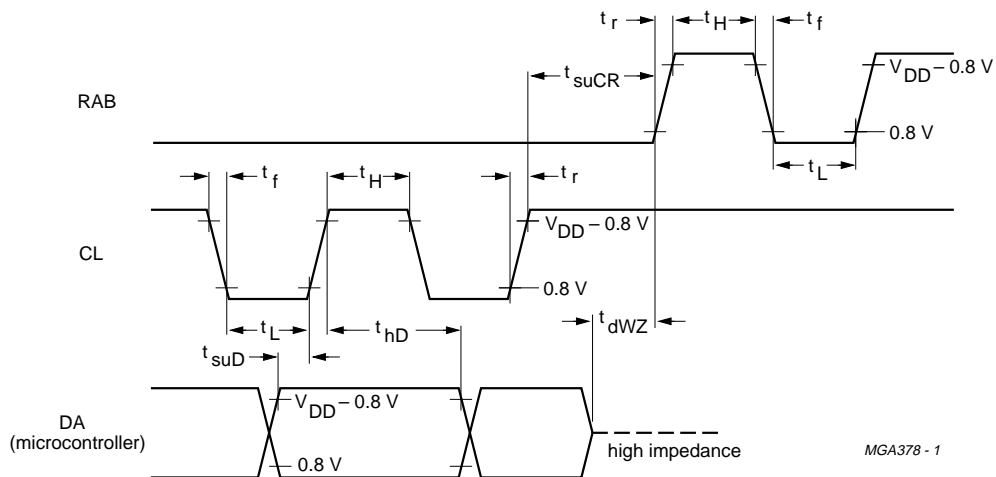 t r
t H
t f
t suCR
V DD – 0.8 V
RAB
0.8 V
t L
t f
t H
t r
V DD – 0.8 V
CL
0.8 V
t L
t hD
t dWZ
t suD
V DD – 0.8 V
DA
(microcontroller)
high impedance
0.8 V
MGA378 - 1